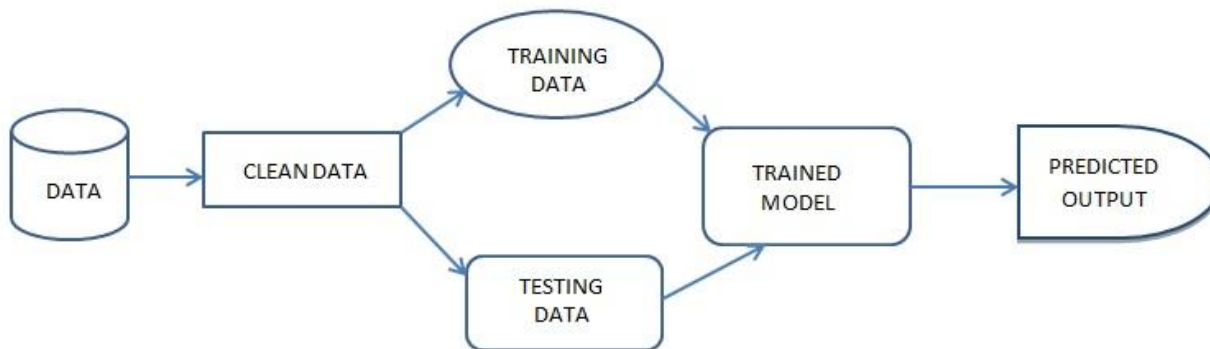 DATA
CLEAN DATA
TRAINING
DATA
TESTING
DATA
TRAINED
MODEL
PREDICTED
OUTPUT